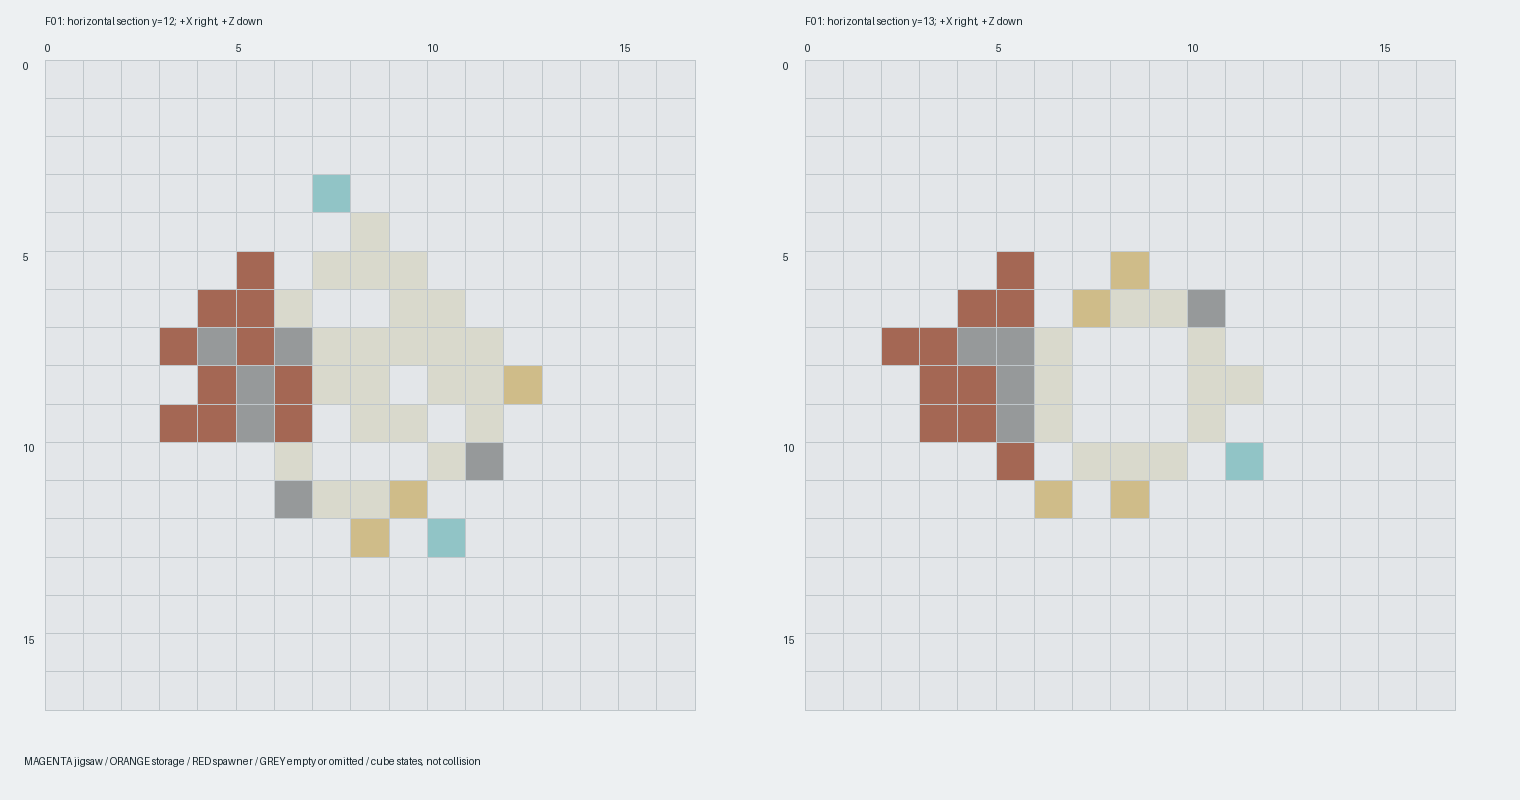 F01: horizontal section y=12; +X right, +Z down
F01: horizontal section y=13; +X right, +Z down
0 5 10 15
0 5 10 15
0
0
5
5
10
10
15
15
MAGENTA jigsaw / ORANGE storage / RED spawner / GREY empty or omitted / cube states, not collision